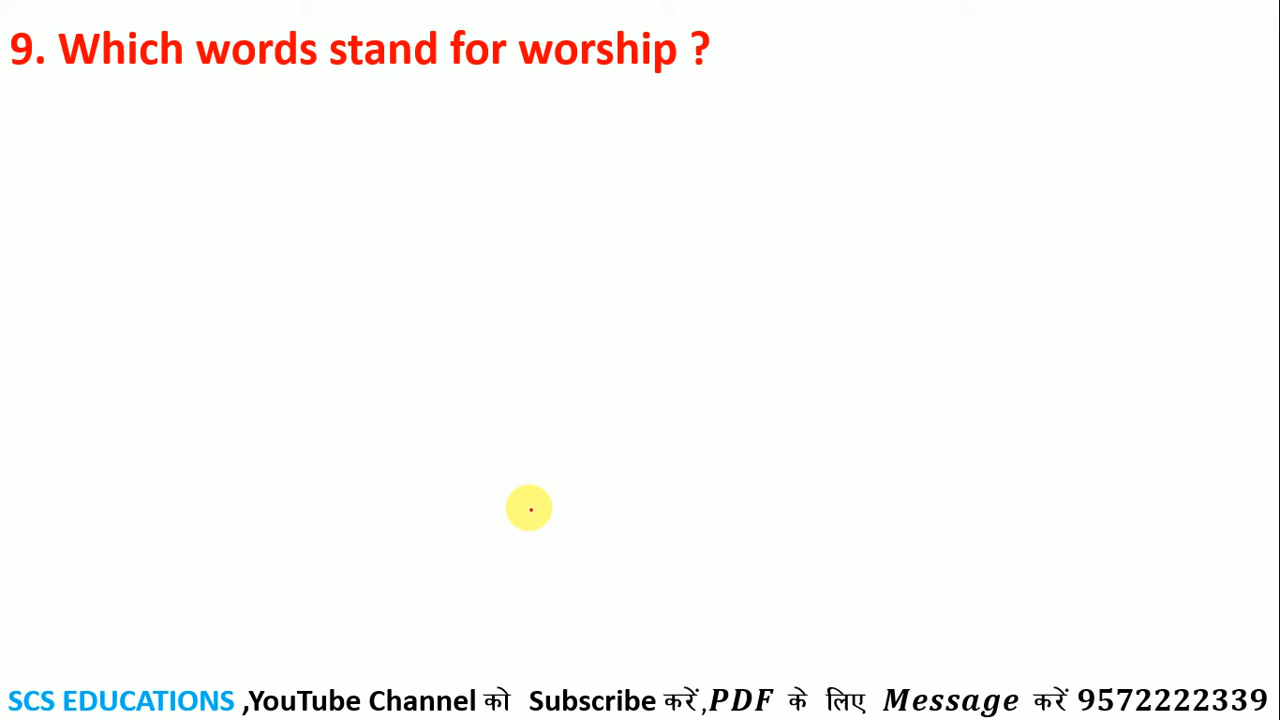 9. Which words stand for worship ?
SCS EDUCATIONS ,YouTube Channel को Subscribe करें,PDF के लिए Message करें 9572222339